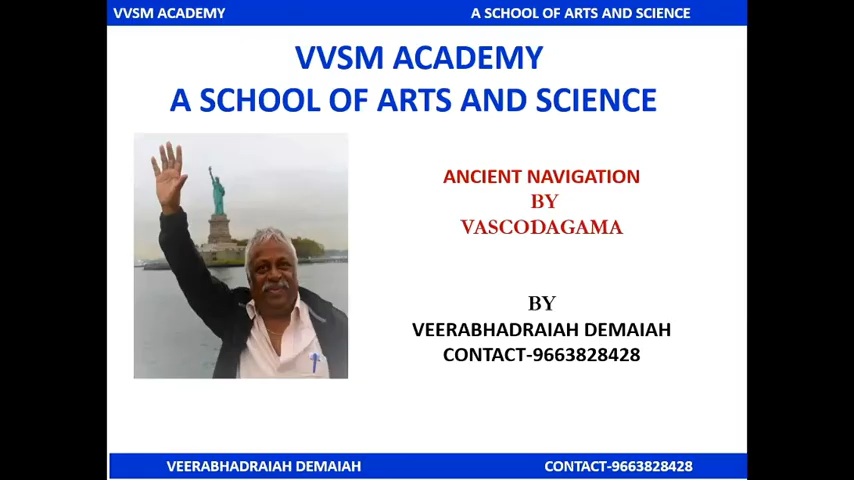 VVSM ACADEMY
A SCHOOL OF ARTS AND SCIENCE
VVSM ACADEMY
A SCHOOL OF ARTS AND SCIENCE
ANCIENT NAVIGATION
BY
VASCODAGAMA
BY
VEERABHADRAIAH DEMAIAH
CONTACT-9663828428
VEERABHADRAIAH DEMAIAH
CONTACT-9663828428